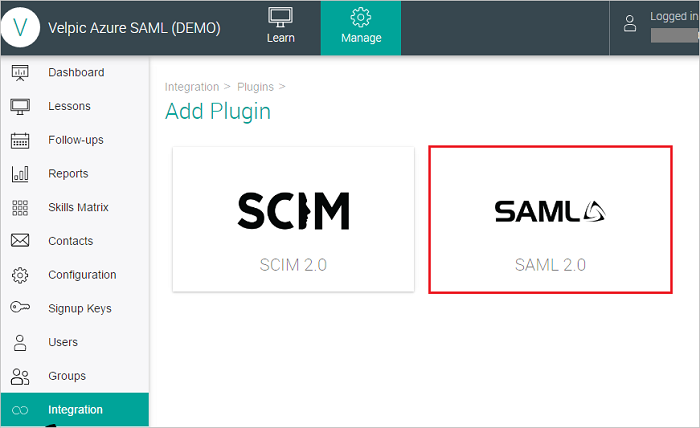 V
Velpic Azure SAML (DEMO)
Learn
Manage
Logged in
Dashboard
Lessons
Follow-ups
Reports
Skills Matrix
Contacts
Configuration
Signup Keys
Users
Groups
Integration
Integration > Plugins >
Add Plugin
SCIM
SCIM 2.0
SAML
SAML 2.0